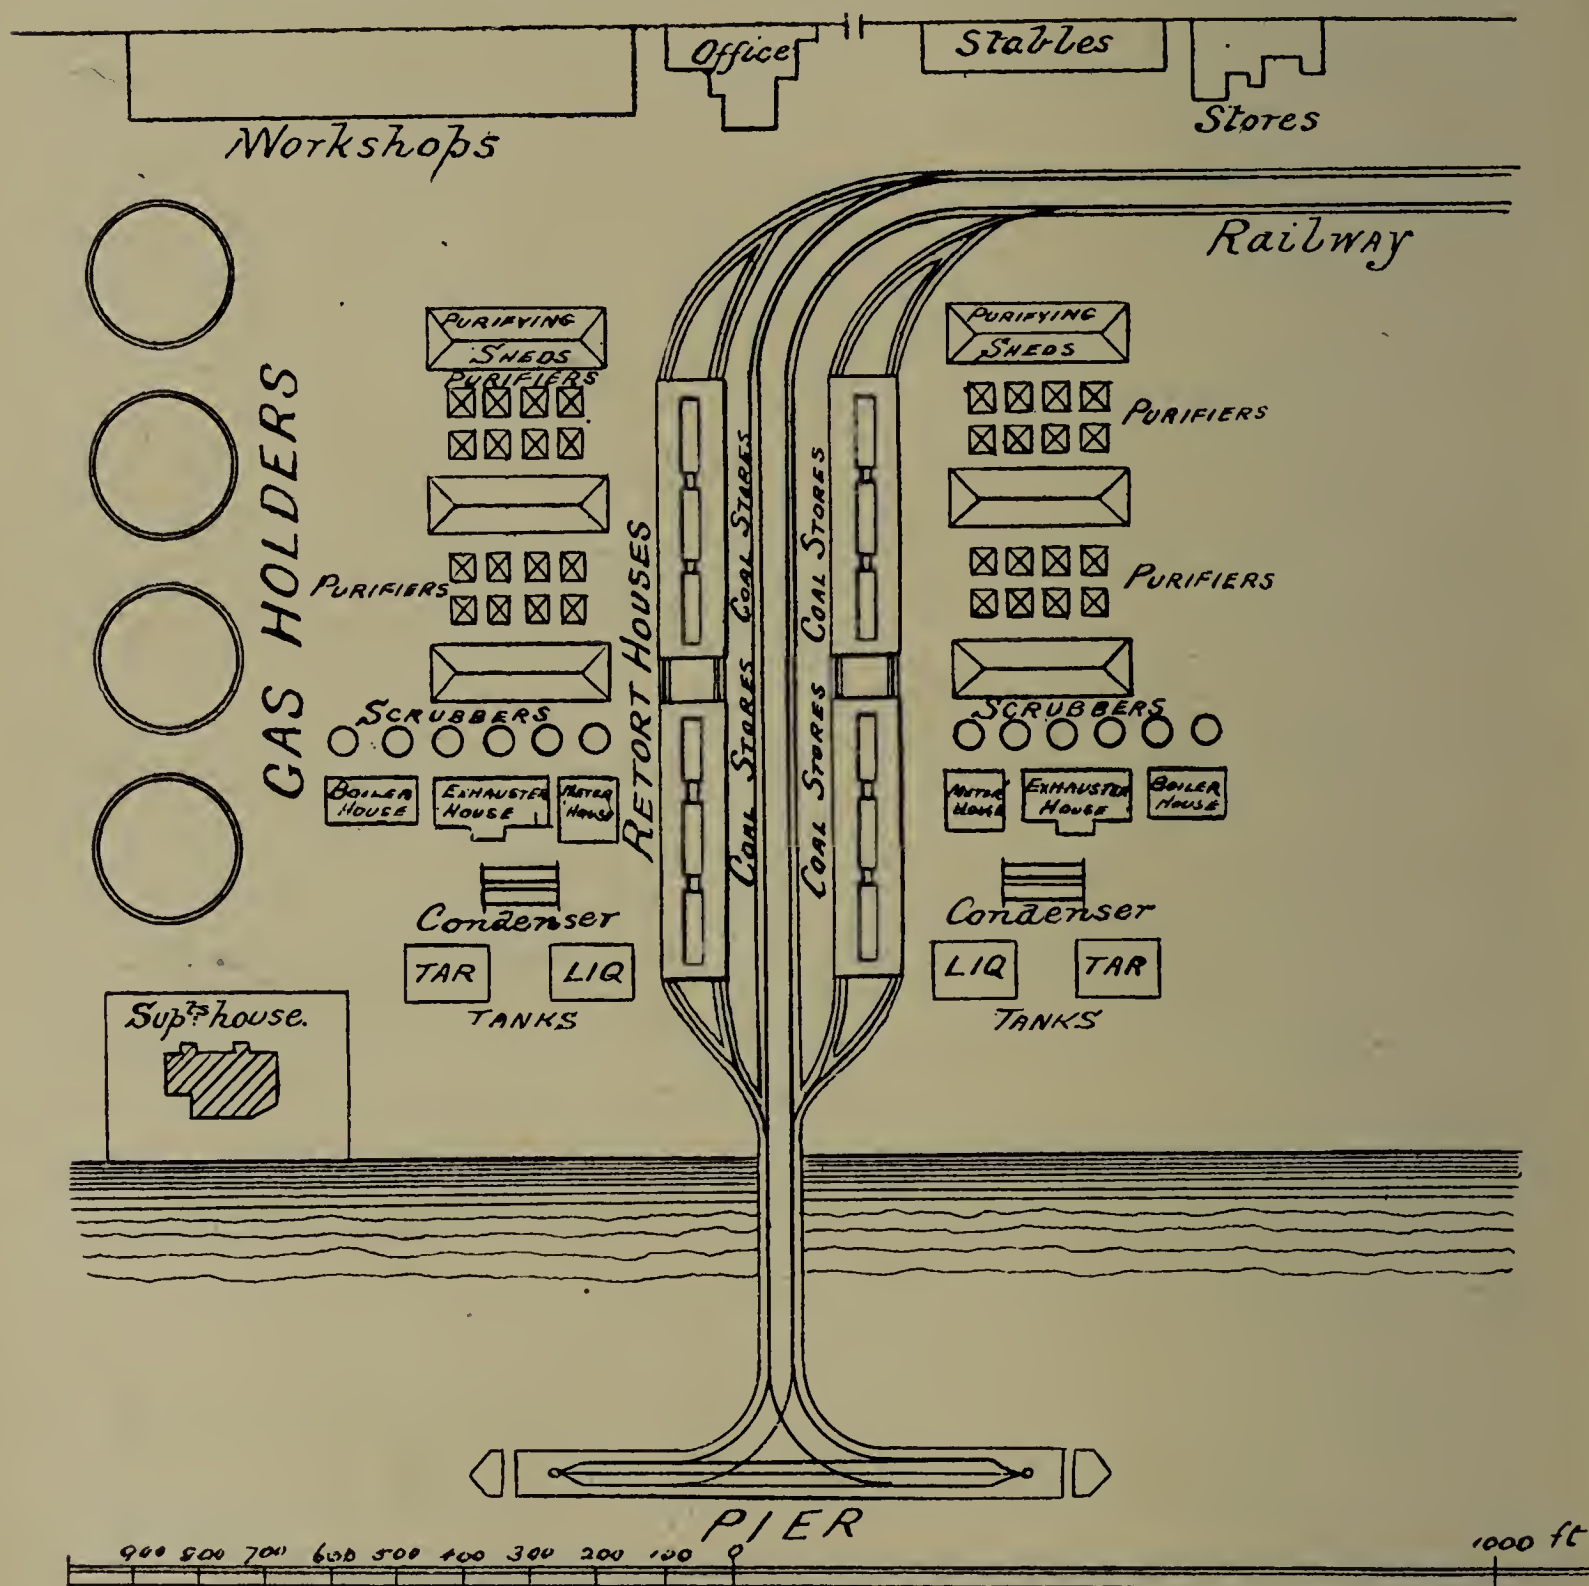 Office
Stables
Workshops
Stores
Railway
GAS HOLDERS
PURIFYING
SHEDS
PURIFIERS
PURIFIERS
SCRUBBERS
BOILER
HOUSE
EXHAUSTER
HOUSE
METER
HOUSE
Condenser
TAR
LIQ
TANKS
RETORT HOUSES
COAL STORES
COAL STORES
COAL STORES
COAL STORES
PURIFYING
SHEDS
PURIFIERS
PURIFIERS
SCRUBBERS
METER
HOUSE
EXHAUSTER
HOUSE
BOILER
HOUSE
Condenser
LIQ
TAR
TANKS
Supts house.
PIER
900 800 700 600 500 400 300 200 100 0 1000 ft